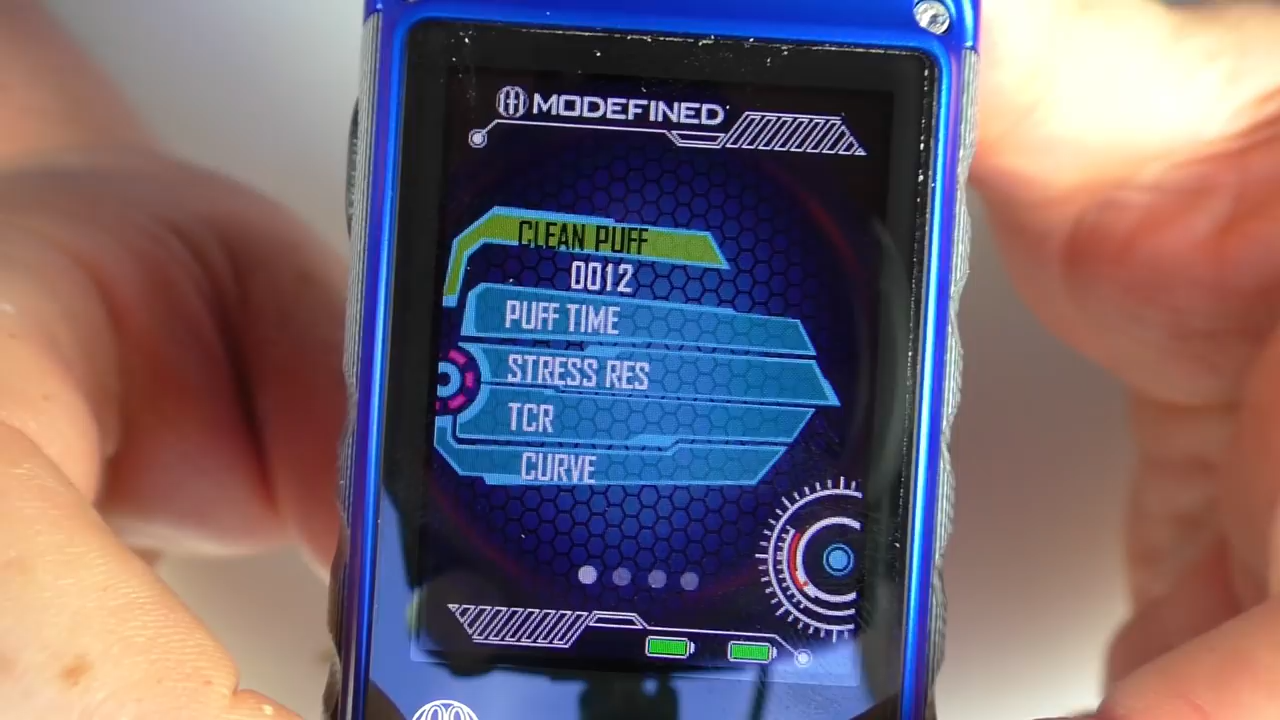 MODEFINED
CLEAN PUFF
0012
PUFF TIME
STRESS RES
TCR
CURVE